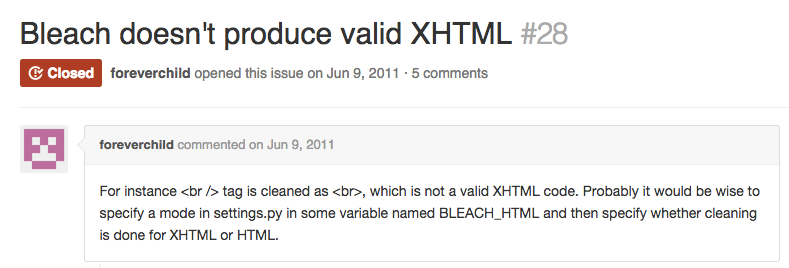 Bleach doesn't produce valid XHTML #28
Closed foreverchild opened this issue on Jun 9, 2011 · 5 comments
foreverchild commented on Jun 9, 2011
For instance <br /> tag is cleaned as <br>, which is not a valid XHTML code. Probably it would be wise to
specify a mode in settings.py in some variable named BLEACH_HTML and then specify whether cleaning
is done for XHTML or HTML.